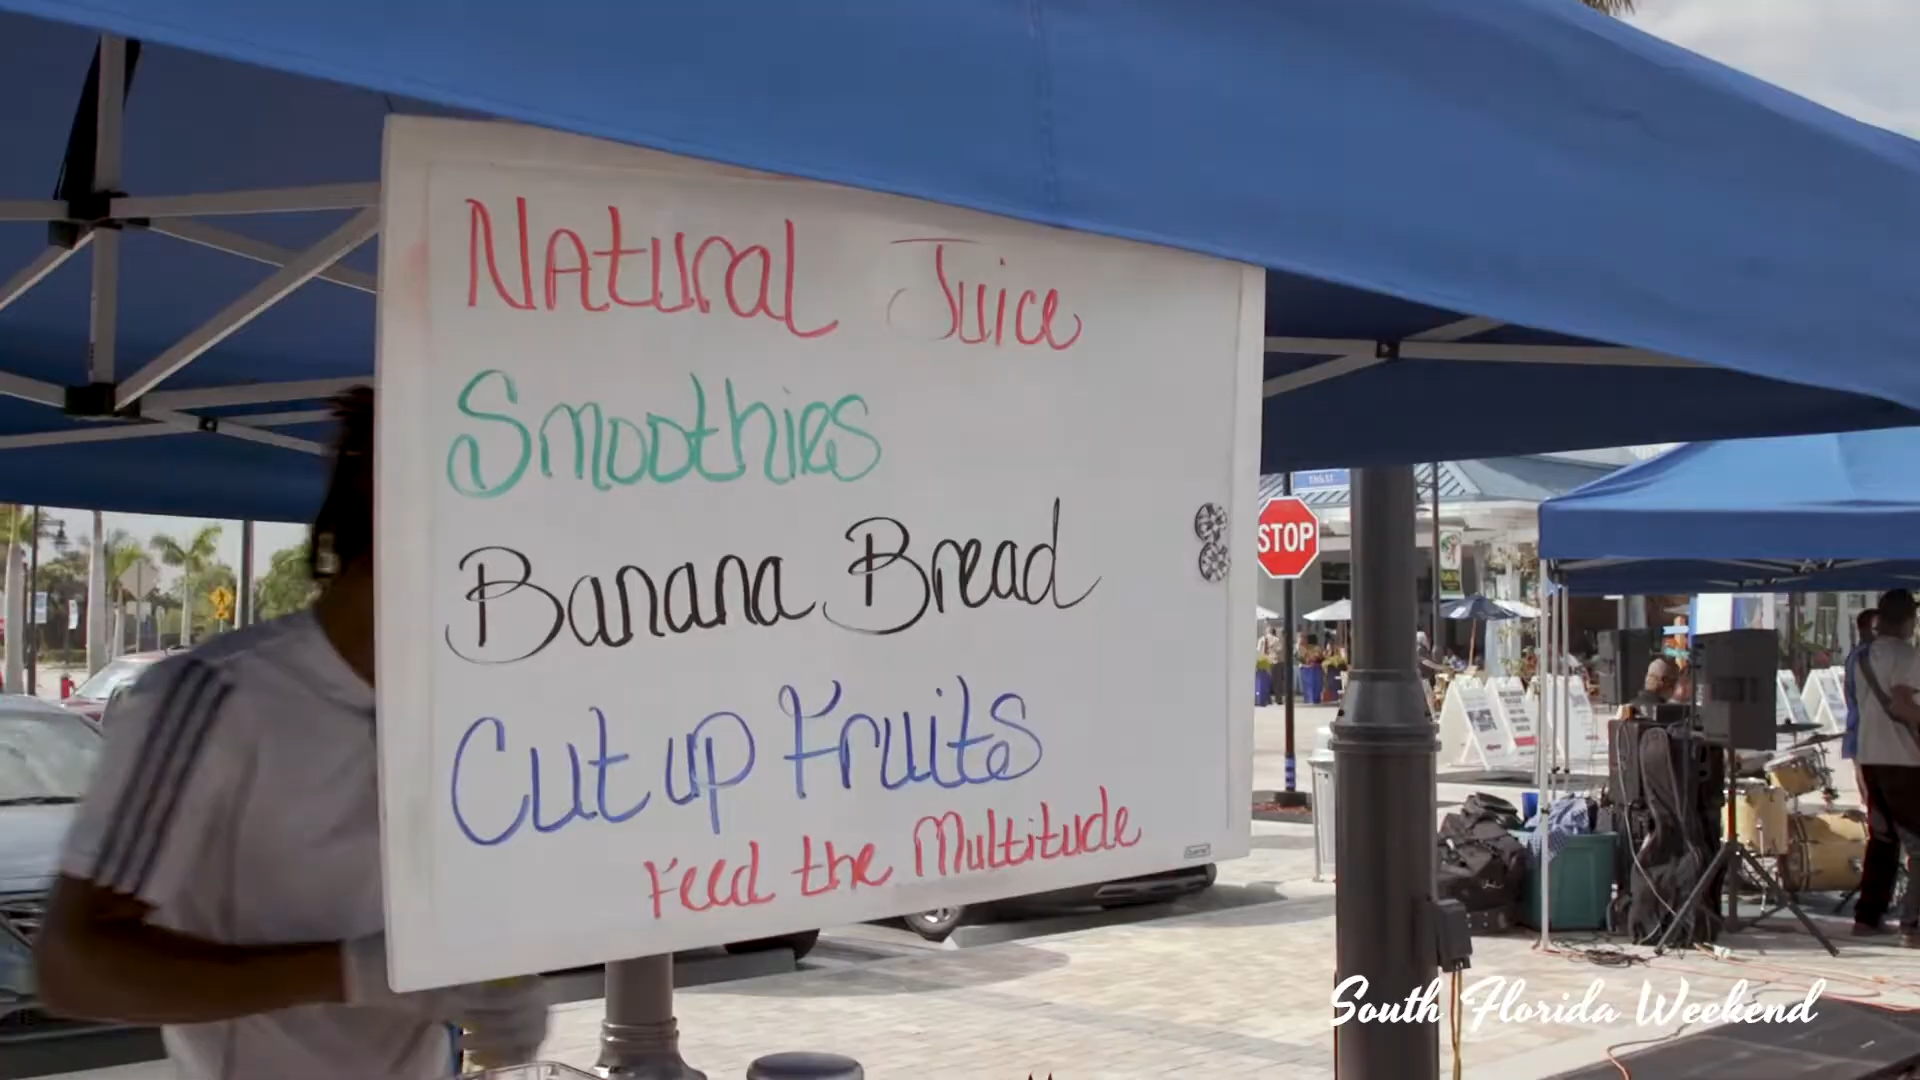 NAtural Juice
Smoothies
Banana Bread
Cut up Fruits
Feed the Multitude
STOP
South Florida Weekend